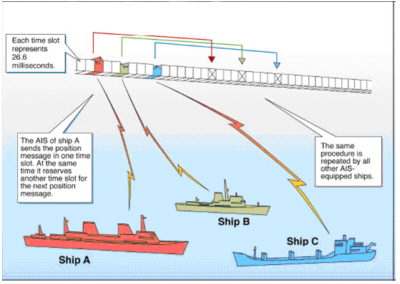 Each time slot
represents
26.6
milliseconds.
The AIS of ship A
sends the position
message in one time
slot. At the same
time it reserves
another time slot for
the next position
message.
The same
procedure is
repeated by all
other AIS-
equipped ships.
Ship B
Ship C
Ship A